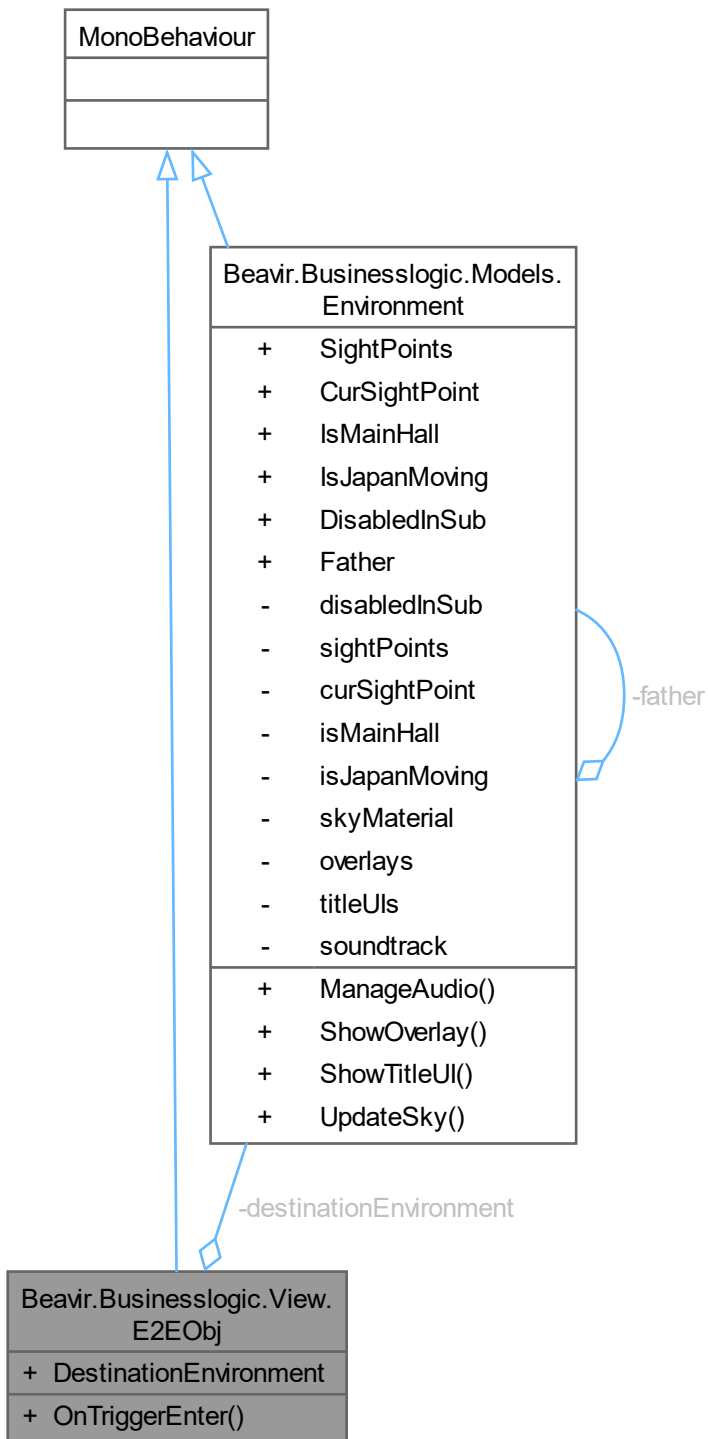 MonoBehaviour
Beavir.Businesslogic.Models.
Environment
+ SightPoints
+ CurSightPoint
+ IsMainHall
+ IsJapanMoving
+ DisabledInSub
+ Father
- disabledInSub
- sightPoints
- curSightPoint
- isMainHall
- isJapanMoving
- skyMaterial
- overlays
- titleUIs
- soundtrack
+ ManageAudio()
+ ShowOverlay()
+ ShowTitleUI()
+ UpdateSky()
-father
-destinationEnvironment
Beavir.Businesslogic.View.
E2EObj
+ DestinationEnvironment
+ OnTriggerEnter()